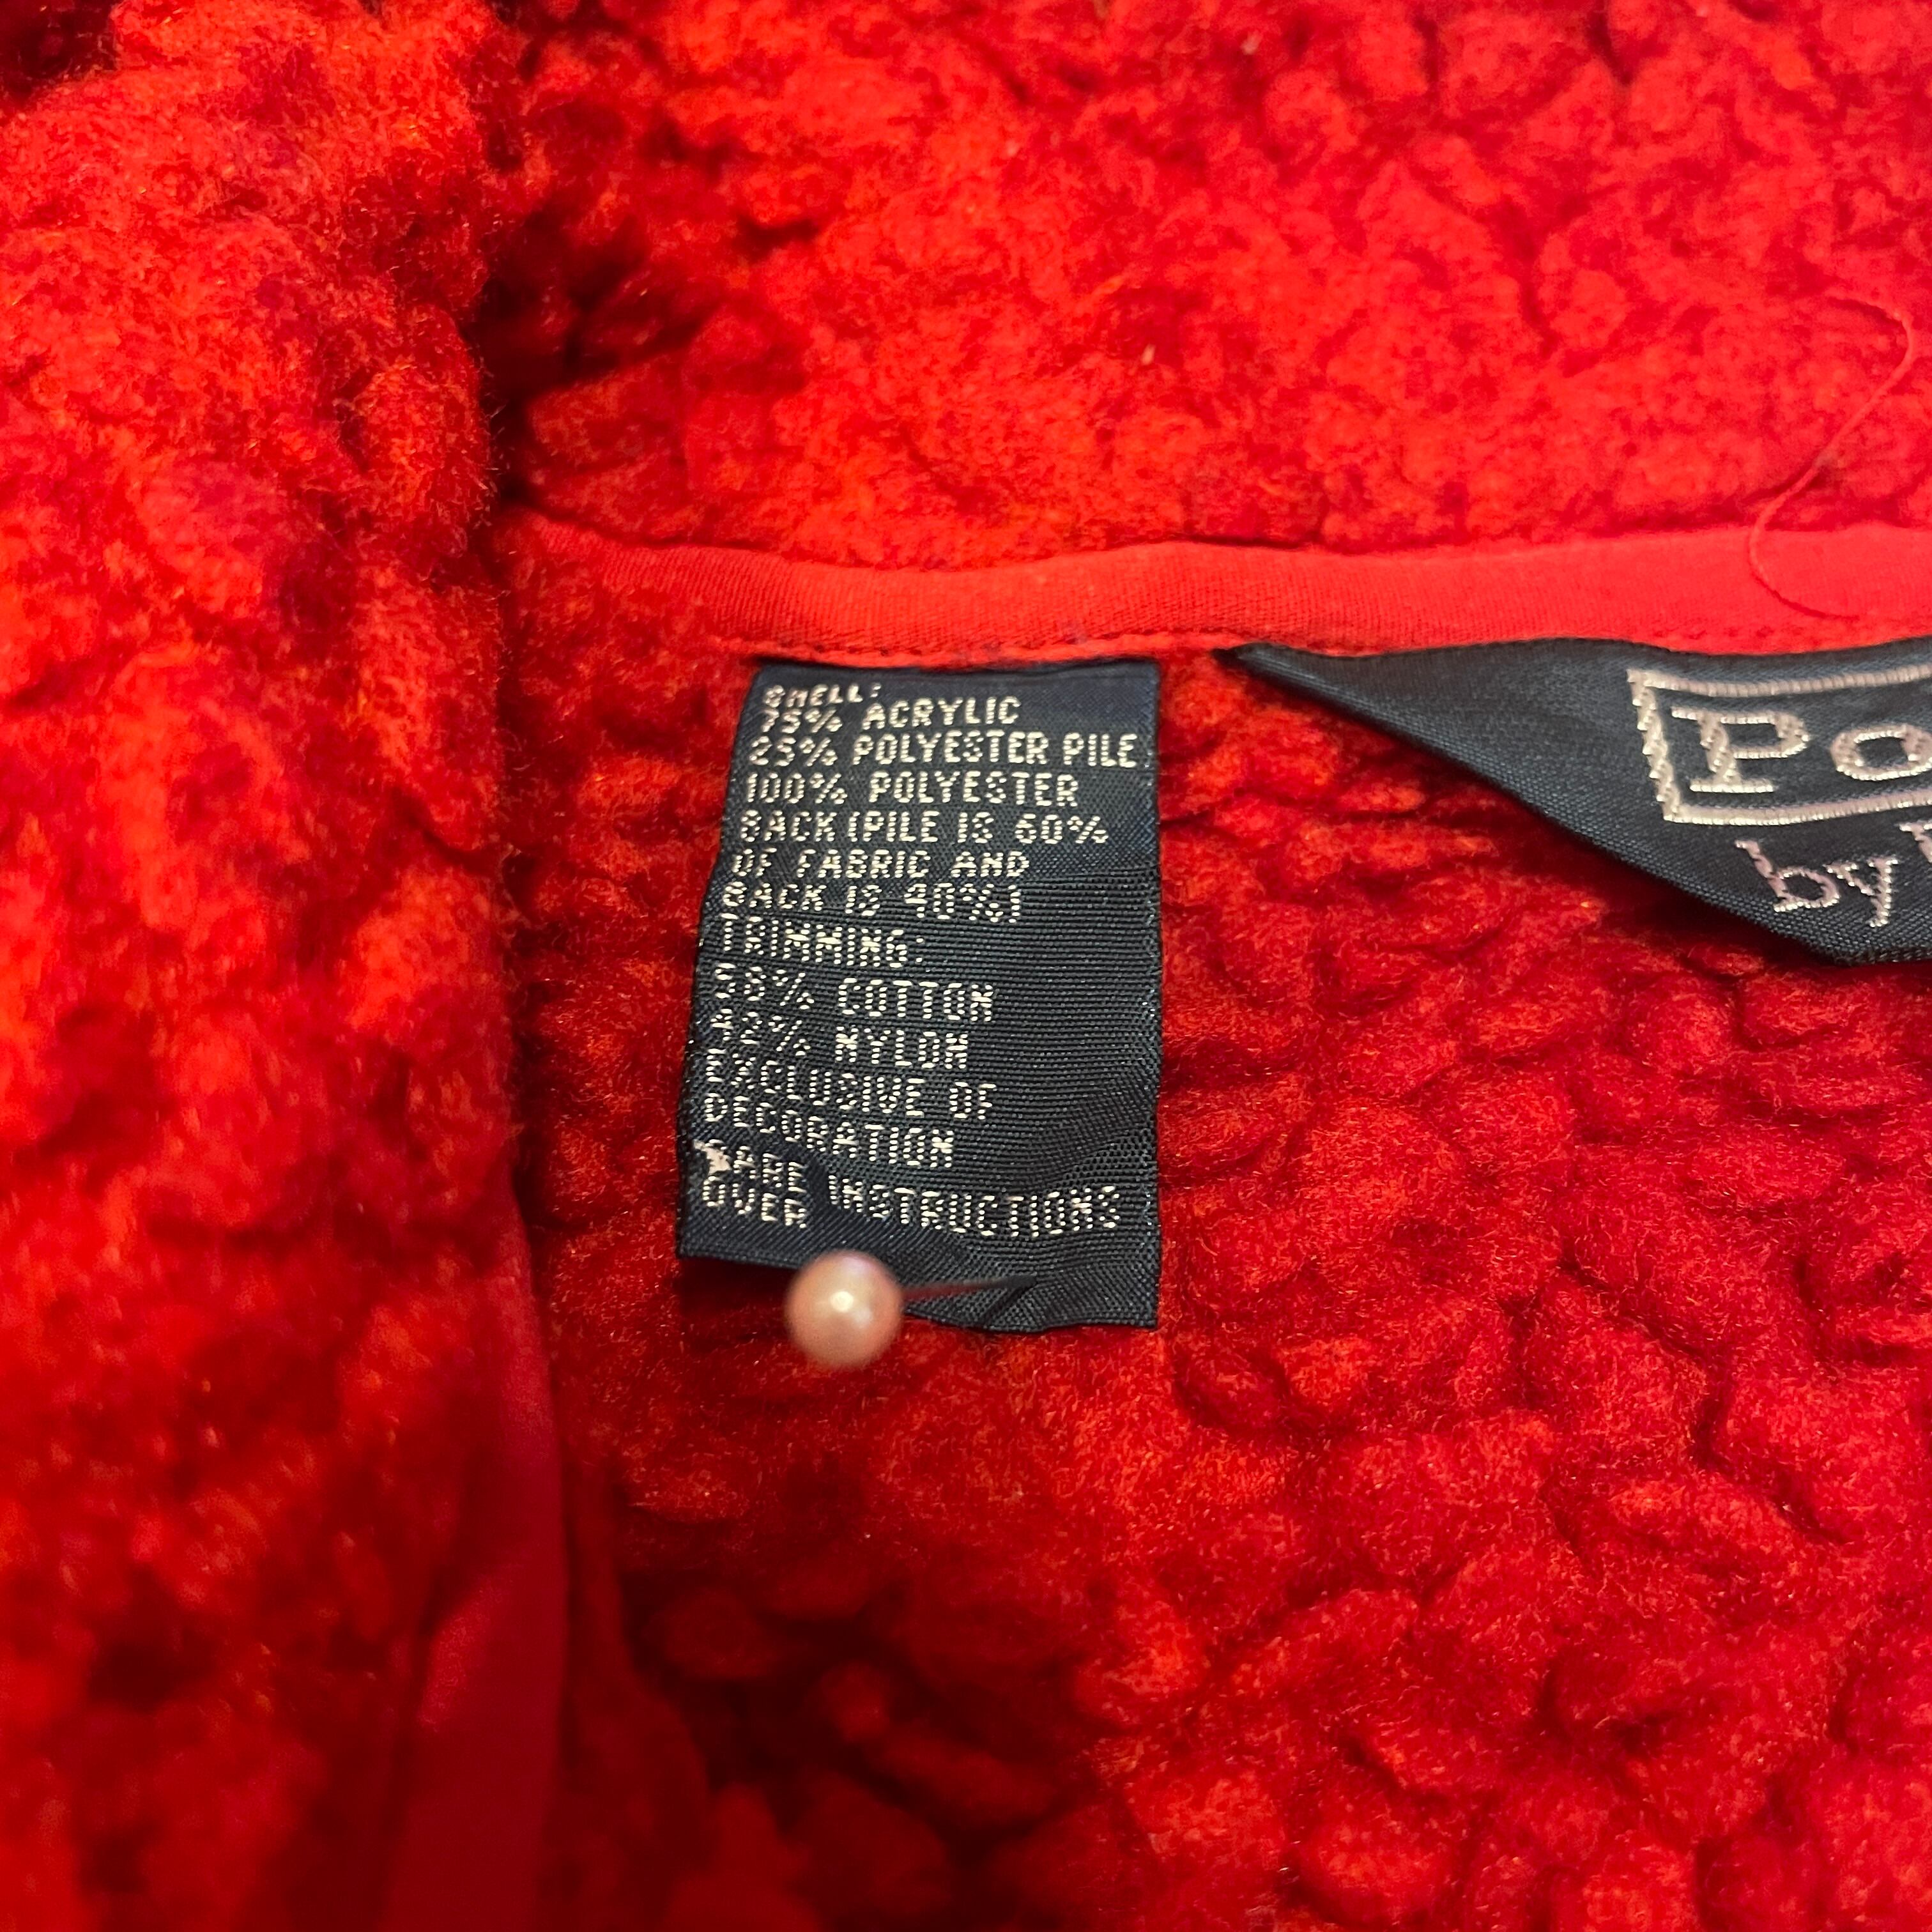 SHELL:
75% ACRYLIC
25% POLYESTER PILE
100% POLYESTER
BACK (PILE IS 60%
OF FABRIC AND
BACK IS 40%)
TRIMMING:
58% COTTON
42% NYLON
EXCLUSIVE OF
DECORATION
CARE INSTRUCTIONS
OVER
Po
by